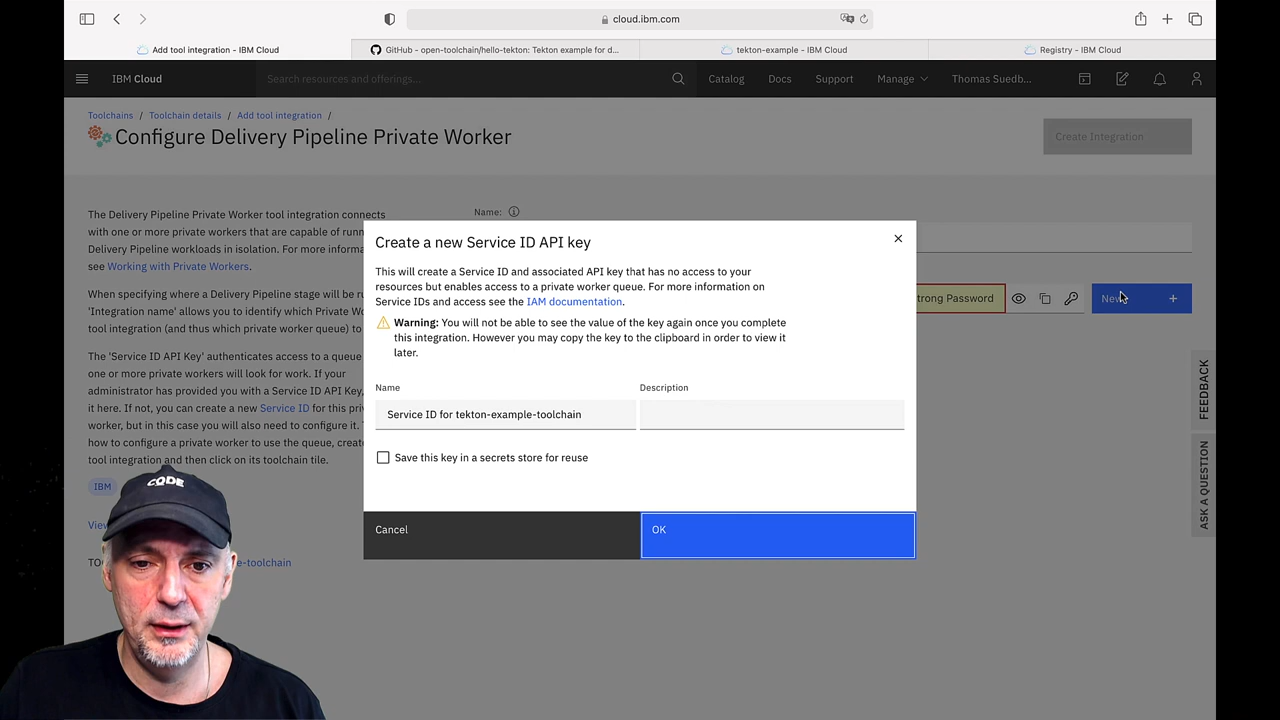 cloud.ibm.com
Add tool integration - IBM Cloud
GitHub - open-toolchain/hello-tekton: Tekton example for d...
tekton-example - IBM Cloud
Registry - IBM Cloud
IBM Cloud
Search resources and offerings...
Catalog
Docs
Support
Manage
Thomas Suedb...
Toolchains / Toolchain details / Add tool integration /
Configure Delivery Pipeline Private Worker
Create Integration
The Delivery Pipeline Private Worker tool integration connects
with one or more private workers that are capable of runn
Delivery Pipeline workloads in isolation. For more informa
see Working with Private Workers.
When specifying where a Delivery Pipeline stage will be ru
'Integration name' allows you to identify which Private Wo
tool integration (and thus which private worker queue) to
The 'Service ID API Key' authenticates access to a queue
one or more private workers will look for work. If your
administrator has provided you with a Service ID API Key,
it here. If not, you can create a new Service ID for this pri
worker, but in this case you will also need to configure it.
how to configure a private worker to use the queue, create
tool integration and then click on its toolchain tile.
IBM
View
TO
e-toolchain
Name:
trong Password
New
+
Create a new Service ID API key
This will create a Service ID and associated API key that has no access to your
resources but enables access to a private worker queue. For more information on
Service IDs and access see the IAM documentation.
Warning: You will not be able to see the value of the key again once you complete
this integration. However you may copy the key to the clipboard in order to view it
later.
Name
Description
Service ID for tekton-example-toolchain
Save this key in a secrets store for reuse
Cancel
OK
FEEDBACK
ASK A QUESTION
CODE